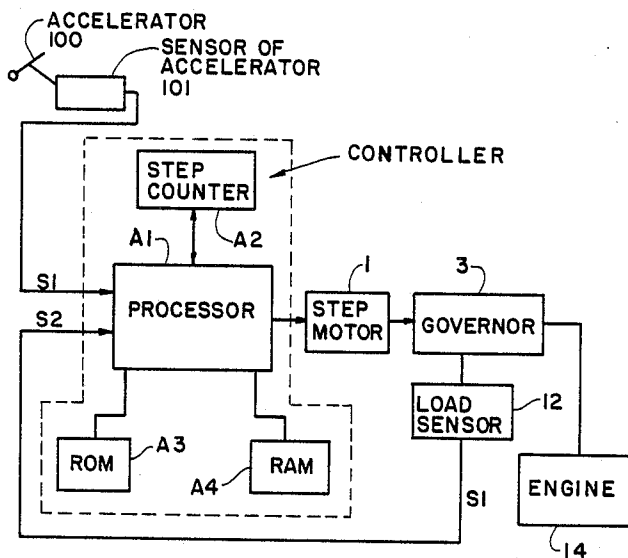 ACCELERATOR
100
SENSOR OF
ACCELERATOR
101
CONTROLLER
STEP
COUNTER
A1
A2
1
3
S1
S2
PROCESSOR
STEP
MOTOR
GOVERNOR
LOAD
SENSOR
12
ROM
A3
A4
RAM
S1
ENGINE
14